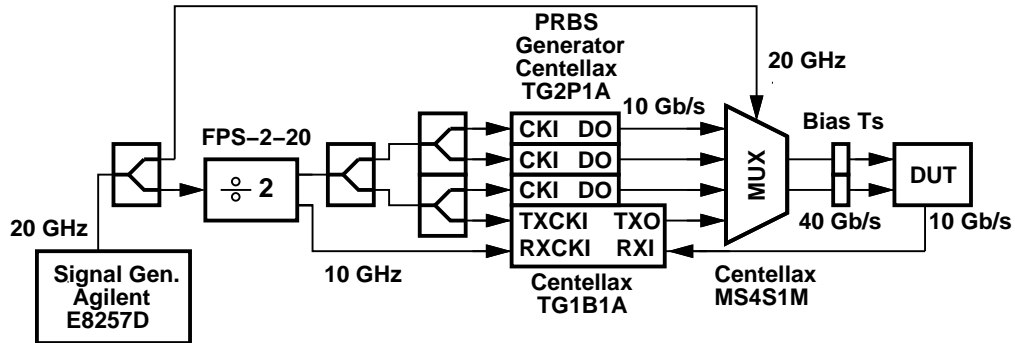 PRBS
Generator
Centellax
TG2P1A
20 GHz
10 Gb/s
FPS−2−20
CKI DO
CKI DO
CKI DO
TXCKI TXO
RXCKI RXI
÷ 2
MUX
Bias Ts
DUT
20 GHz
40 Gb/s
10 Gb/s
10 GHz
Signal Gen.
Agilent
E8257D
Centellax
TG1B1A
Centellax
MS4S1M